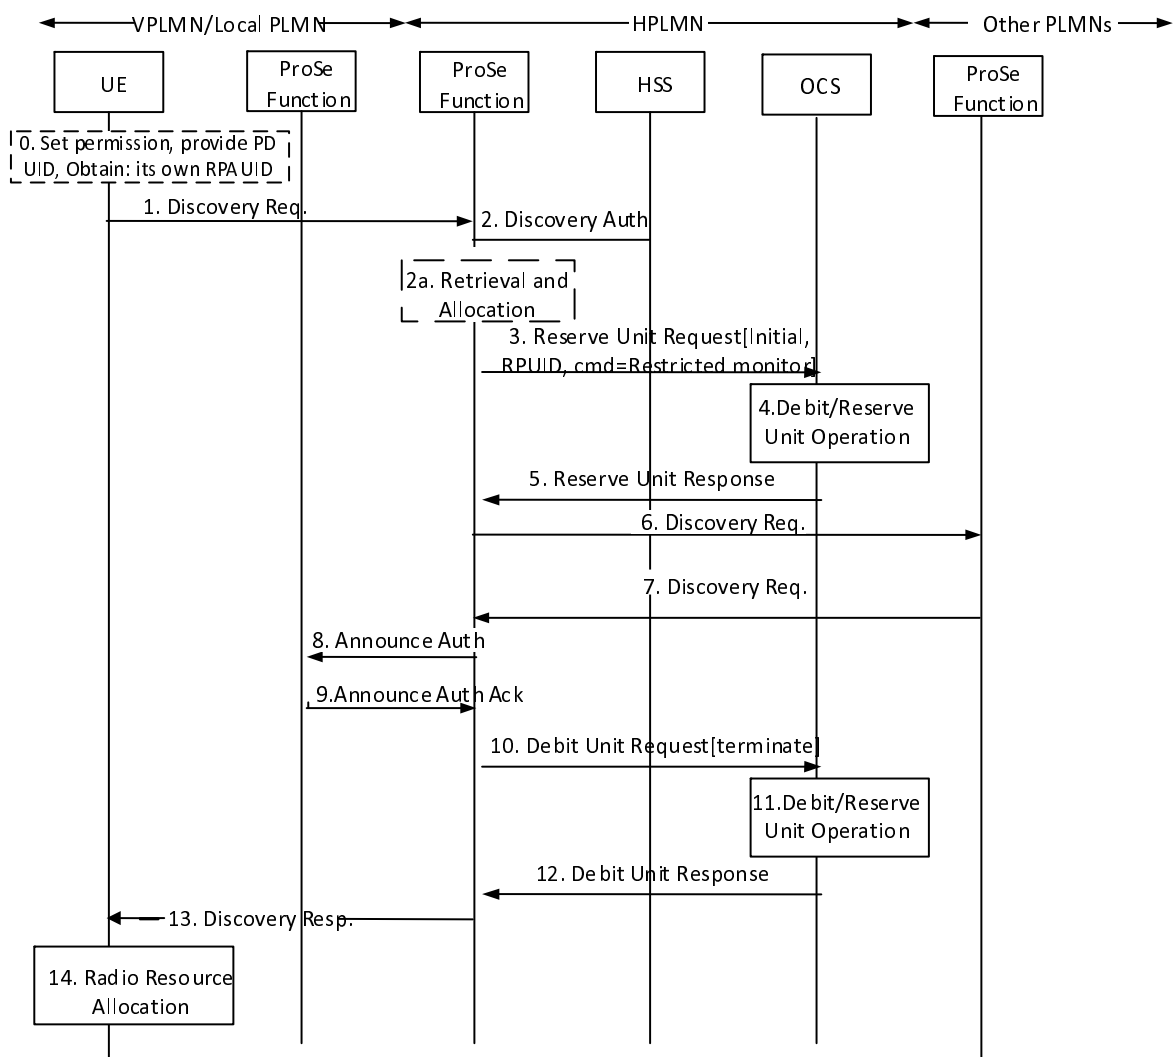 VPLMN/Local PLMN
HPLMN
Other PLMNs
UE
ProSe
Function
ProSe
Function
HSS
OCS
ProSe
Function
0. Set permission, provide PD
UID, Obtain: its own RPAUID
1. Discovery Req.
2. Discovery Auth
2a. Retrieval and
Allocation
3. Reserve Unit Request[Initial,
RPUID, cmd=Restricted monitor]
4.Debit/Reserve
Unit Operation
5. Reserve Unit Response
6. Discovery Req.
7. Discovery Req.
8. Announce Auth
9.Announce Auth Ack
10. Debit Unit Request[terminate]
11.Debit/Reserve
Unit Operation
12. Debit Unit Response
13. Discovery Resp.
14. Radio Resource
Allocation